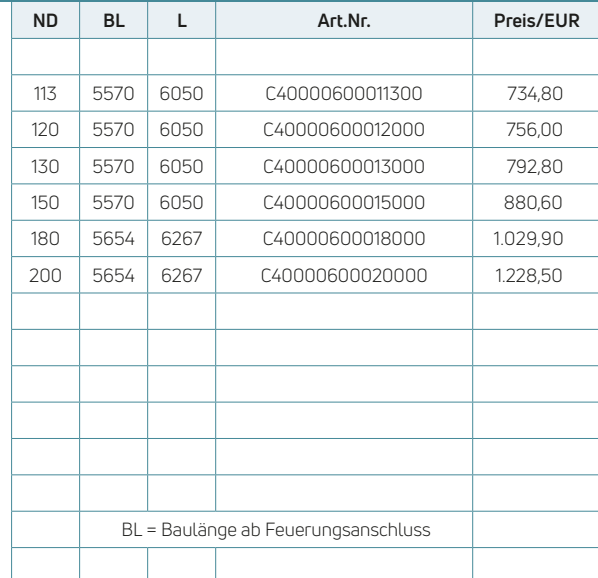 ND BL L Art.Nr. Preis/EUR
113 5570 6050 C40000600011300 734,80
120 5570 6050 C40000600012000 756,00
130 5570 6050 C40000600013000 792,80
150 5570 6050 C40000600015000 880,60
180 5654 6267 C40000600018000 1.029,90
200 5654 6267 C40000600020000 1.228,50
BL = Baulänge ab Feuerungsanschluss